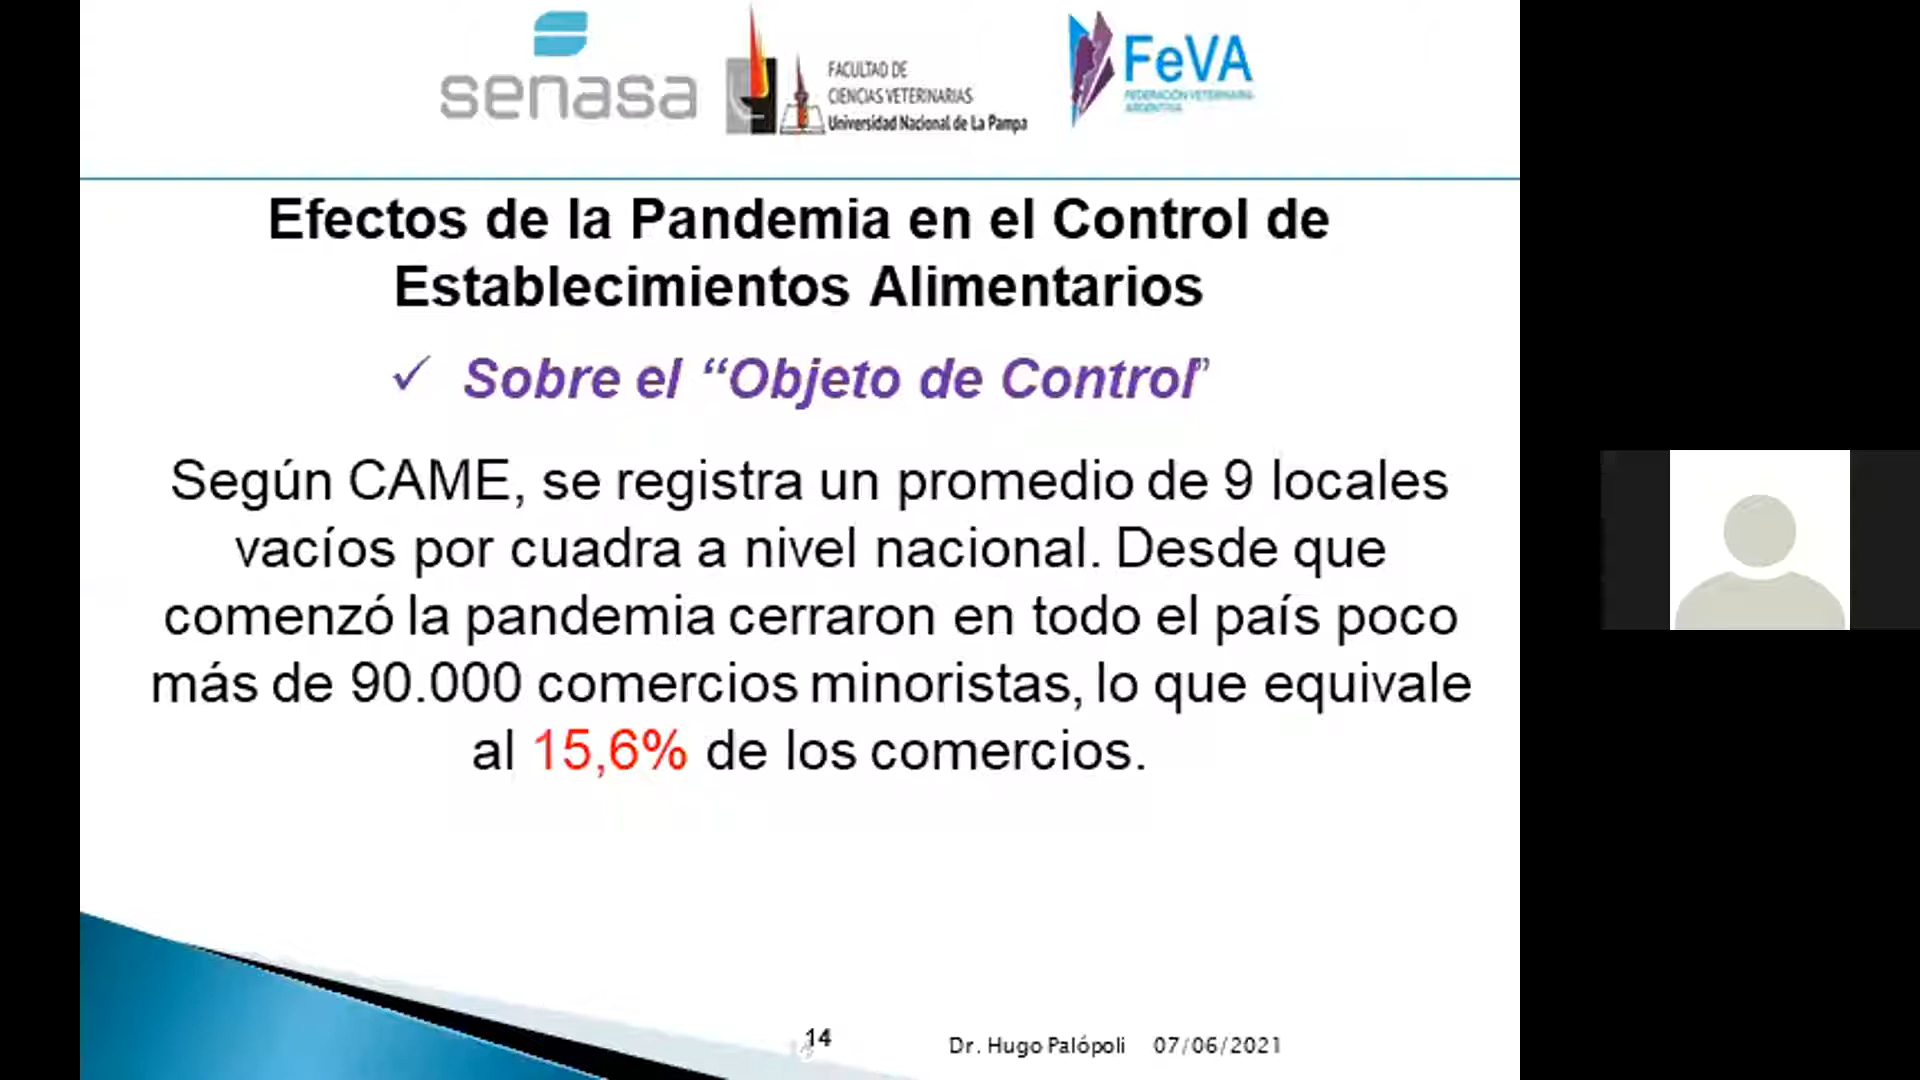 senasa
FACULTAD DE
CIENCIAS VETERINARIAS
Universidad Nacional de La Pampa
FeVA
FEDERACIÓN VETERINARIA
ARGENTINA
Efectos de la Pandemia en el Control de
Establecimientos Alimentarios
✓ Sobre el “Objeto de Control”
Según CAME, se registra un promedio de 9 locales
vacíos por cuadra a nivel nacional. Desde que
comenzó la pandemia cerraron en todo el país poco
más de 90.000 comercios minoristas, lo que equivale
al 15,6% de los comercios.
14
Dr. Hugo Palópoli 07/06/2021